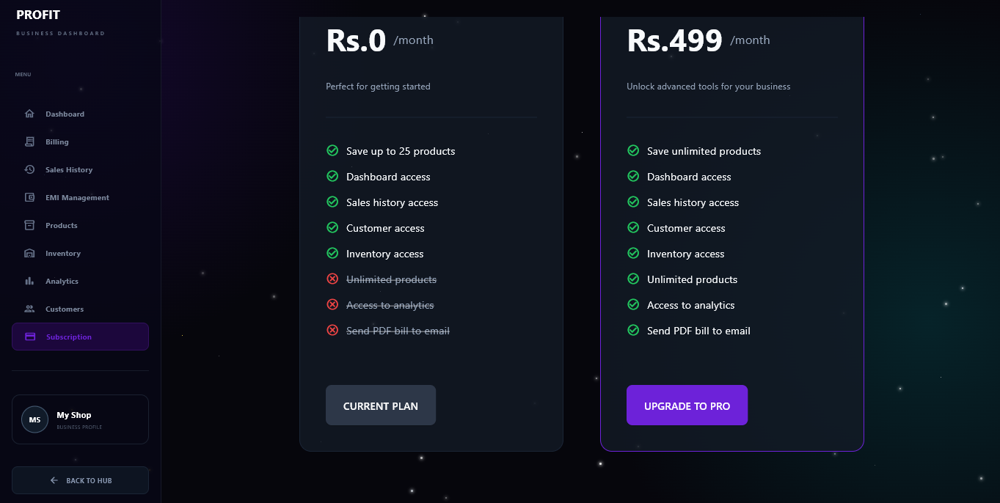 PROFIT
BUSINESS DASHBOARD
MENU
Dashboard
Billing
Sales History
EMI Management
Products
Inventory
Analytics
Customers
Subscription
MS
My Shop
BUSINESS PROFILE
BACK TO HUB
Rs.0 /month
Perfect for getting started
Save up to 25 products
Dashboard access
Sales history access
Customer access
Inventory access
Unlimited products
Access to analytics
Send PDF bill to email
CURRENT PLAN
Rs.499 /month
Unlock advanced tools for your business
Save unlimited products
Dashboard access
Sales history access
Customer access
Inventory access
Unlimited products
Access to analytics
Send PDF bill to email
UPGRADE TO PRO